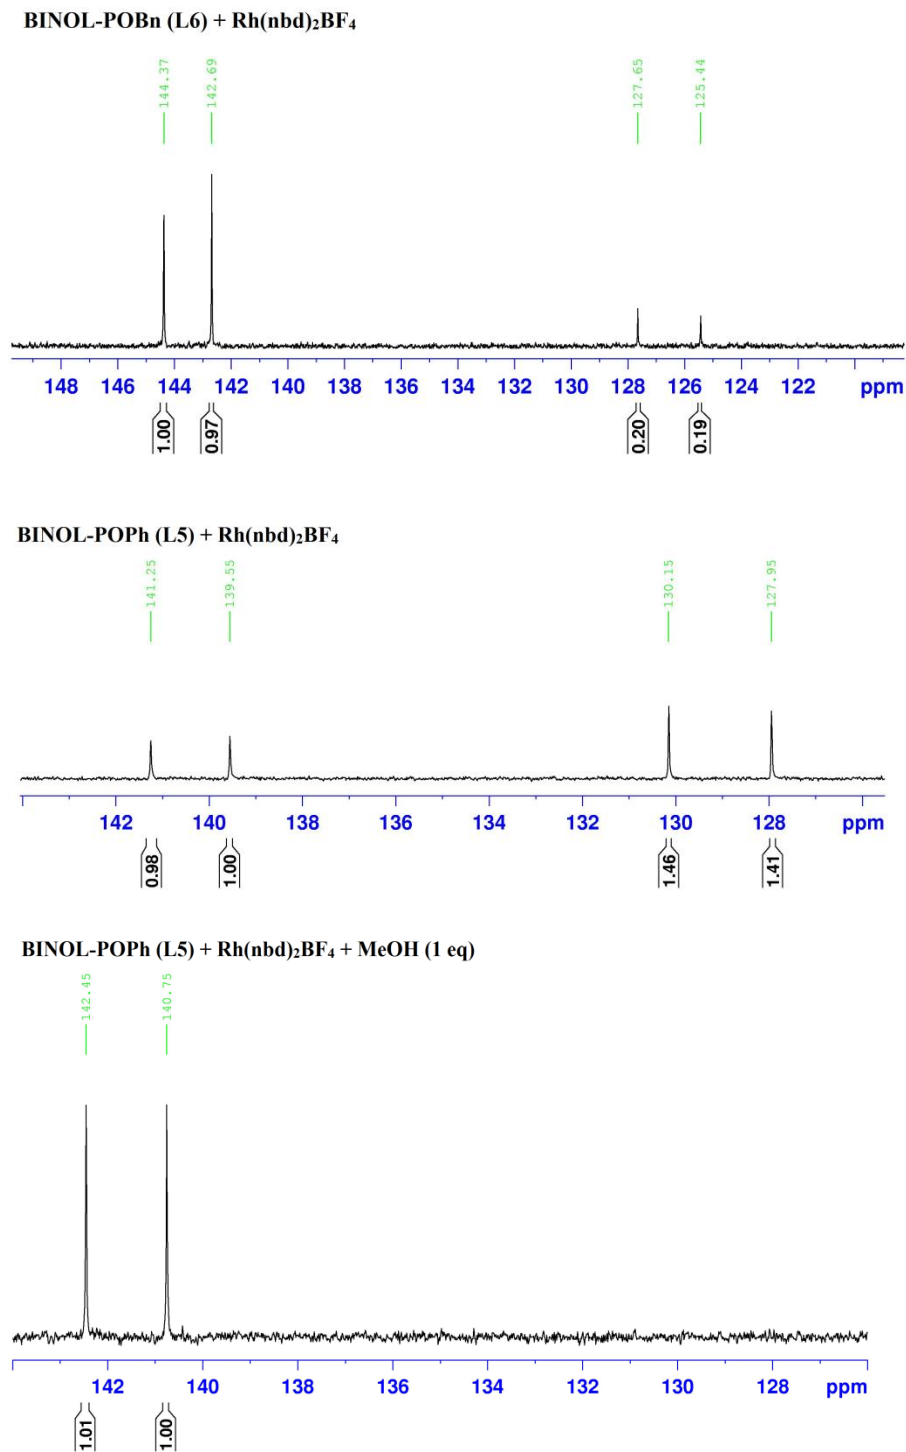 BINOL-POBn (L6) + Rh(nbd)₂BF₄
144.37 142.69 127.65 125.44
148 146 144 142 140 138 136 134 132 130 128 126 124 122 ppm
1.00 0.97 0.20 0.19
BINOL-POPh (L5) + Rh(nbd)₂BF₄
141.25 139.55 130.15 127.95
142 140 138 136 134 132 130 128 ppm
0.98 1.00 1.46 1.41
BINOL-POPh (L5) + Rh(nbd)₂BF₄ + MeOH (1 eq)
142.45 140.75
142 140 138 136 134 132 130 128 ppm
1.01 1.00